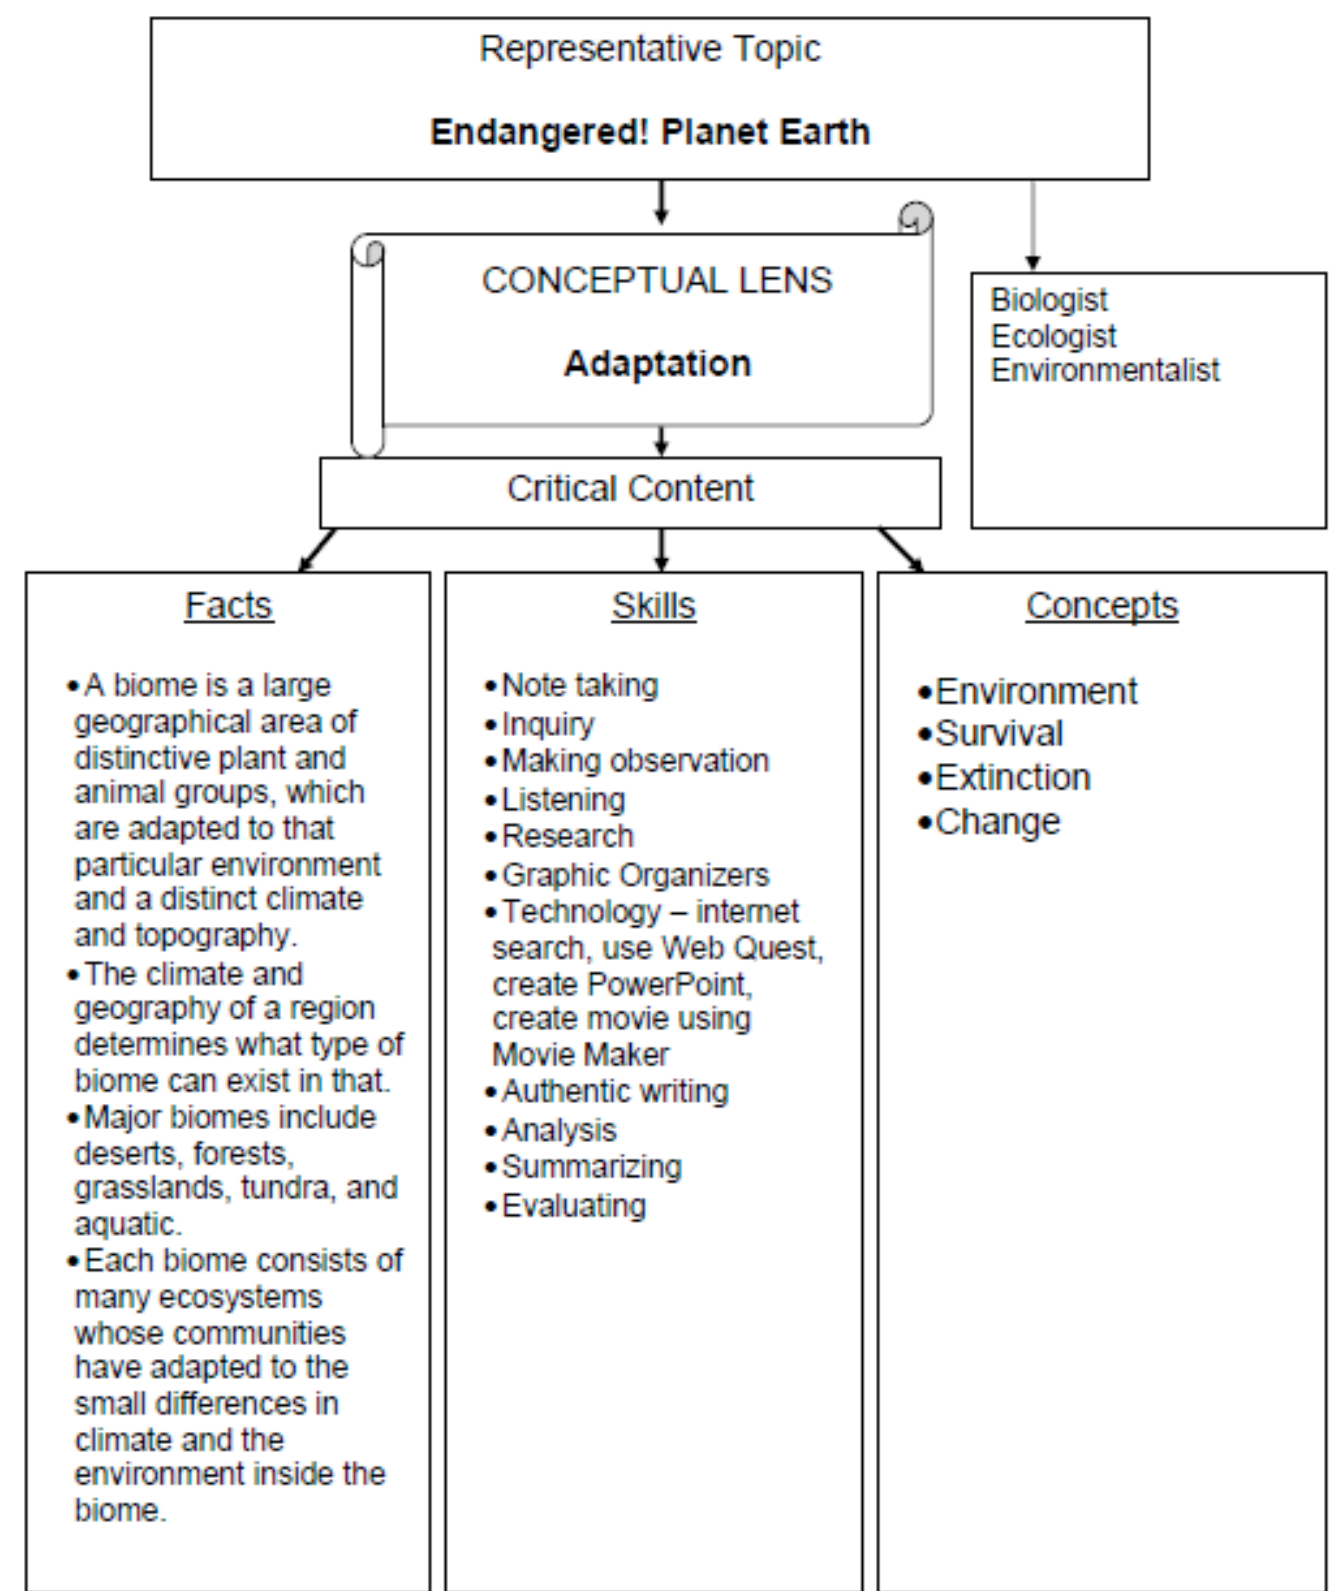 Representative Topic
Endangered! Planet Earth
CONCEPTUAL LENS
Adaptation
Biologist
Ecologist
Environmentalist
Critical Content
Facts
•A biome is a large
geographical area of
distinctive plant and
animal groups, which
are adapted to that
particular environment
and a distinct climate
and topography.
•The climate and
geography of a region
determines what type of
biome can exist in that.
•Major biomes include
deserts, forests,
grasslands, tundra, and
aquatic.
•Each biome consists of
many ecosystems
whose communities
have adapted to the
small differences in
climate and the
environment inside the
biome.
Skills
•Note taking
•Inquiry
•Making observation
•Listening
•Research
•Graphic Organizers
•Technology – internet
search, use Web Quest,
create PowerPoint,
create movie using
Movie Maker
•Authentic writing
•Analysis
•Summarizing
•Evaluating
Concepts
•Environment
•Survival
•Extinction
•Change